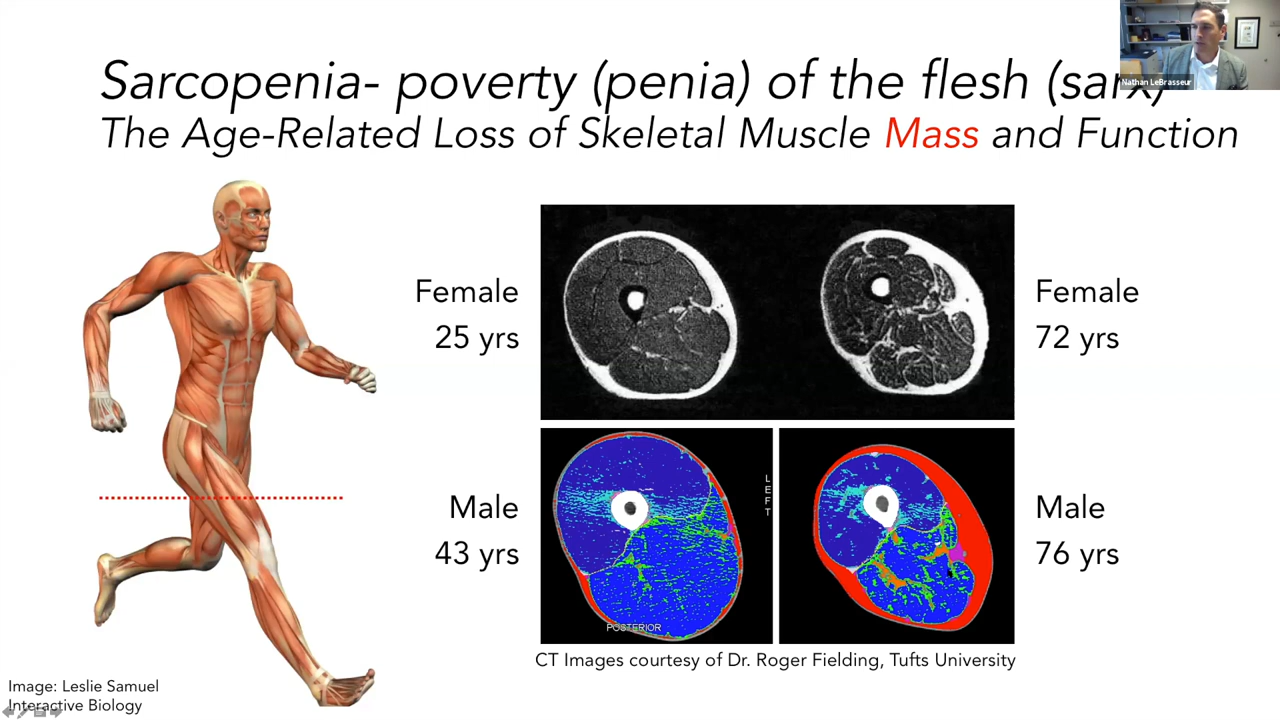 Sarcopenia- poverty (penia) of the flesh (sarx)
The Age-Related Loss of Skeletal Muscle Mass and Function
Nathan LeBrasseur
Female
25 yrs
Female
72 yrs
LEFT
Male
43 yrs
Male
76 yrs
POSTERIOR
CT Images courtesy of Dr. Roger Fielding, Tufts University
Image: Leslie Samuel
Interactive Biology